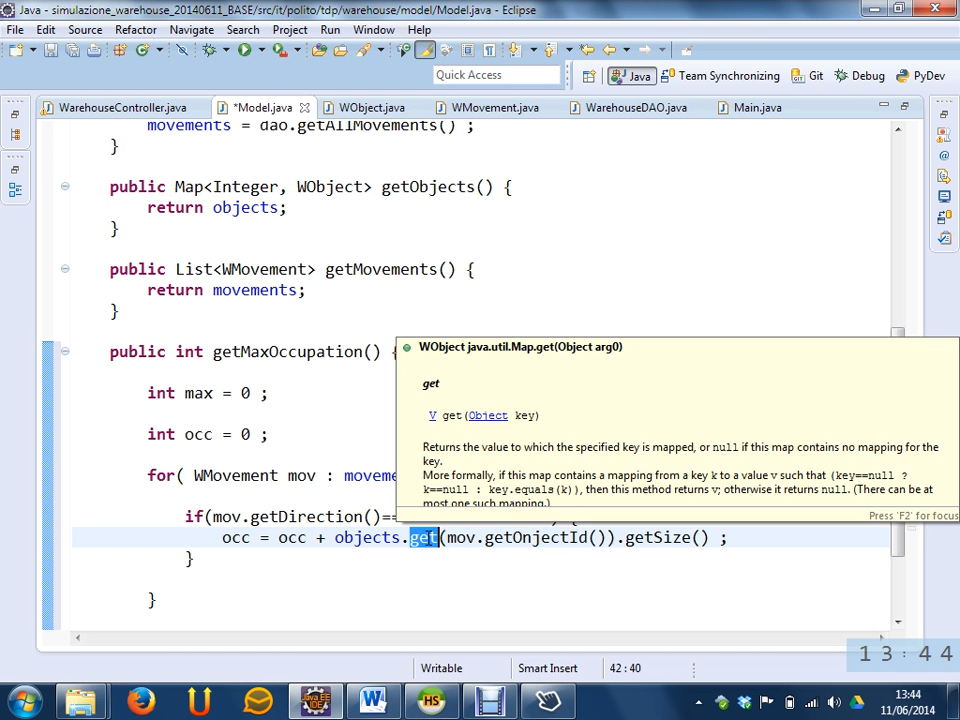 Java - simulazione_warehouse_20140611_BASE/src/it/polito/tdp/warehouse/model/Model.java - Eclipse
File Edit Source Refactor Navigate Search Project Run Window Help
Quick Access
Java Team Synchronizing Git Debug PyDev
WarehouseController.java *Model.java WObject.java WMovement.java WarehouseDAO.java Main.java
movements = dao.getAllMovements() ;
}
public Map<Integer, WObject> getObjects() {
return objects;
}
public List<WMovement> getMovements() {
return movements;
}
public int getMaxOccupation() {
int max = 0 ;
int occ = 0 ;
for( WMovement mov : moveme
if(mov.getDirection()==
occ = occ + objects.get(mov.getOnjectId()).getSize() ;
}
}
WObject java.util.Map.get(Object arg0)
get
V get(Object key)
Returns the value to which the specified key is mapped, or null if this map contains no mapping for the
key.
More formally, if this map contains a mapping from a key k to a value v such that (key==null ?
k==null : key.equals(k)), then this method returns v; otherwise it returns null. (There can be at
most one such mapping.)
Press 'F2' for focus
Writable Smart Insert 42 : 40
13:44
13:44
11/06/2014